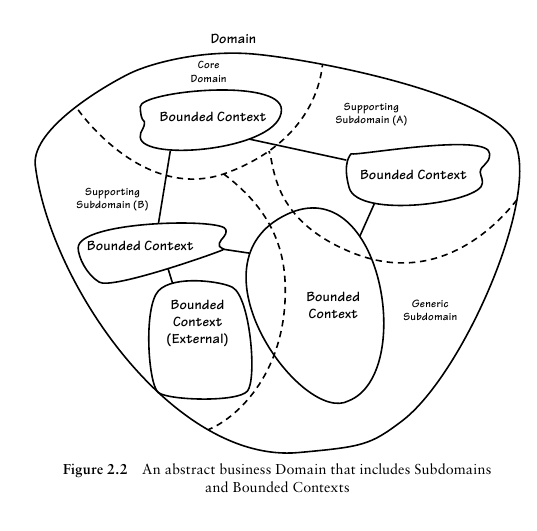 Domain
Core
Domain
Bounded Context
Supporting
Subdomain (A)
Bounded Context
Supporting
Subdomain (B)
Bounded Context
Bounded
Context
(External)
Bounded
Context
Generic
Subdomain
Figure 2.2 An abstract business Domain that includes Subdomains
and Bounded Contexts